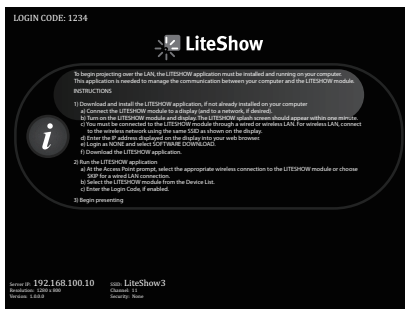 LOGIN CODE: 1234
LiteShow
To begin projecting over the LAN, the LITESHOW application must be installed and running on your computer.
This application is needed to manage the communication between your computer and the LITESHOW module.
INSTRUCTIONS
1) Download and install the LITESHOW application, if not already installed on your computer
a) Connect the LITESHOW module to a display (and to a network, if desired).
b) Turn on the LITESHOW module and display. The LITESHOW splash screen should appear within one minute.
c) You must be connected to the LITESHOW module through a wired or wireless LAN. For wireless LAN, connect
to the wireless network using the same SSID as shown on the display.
d) Enter the IP address displayed on the display into your web browser.
e) Login as NONE and select SOFTWARE DOWNLOAD.
f) Download the LITESHOW application.
2) Run the LITESHOW application
a) At the Access Point prompt, select the appropriate wireless connection to the LITESHOW module or choose
SKIP for a wired LAN connection.
b) Select the LITESHOW module from the Device List.
c) Enter the Login Code, if enabled.
3) Begin presenting
i
Server IP: 192.168.100.10 SSID: LiteShow3
Resolution: 1280 x 800 Channel: 11
Version: 1.0.0.0 Security: None